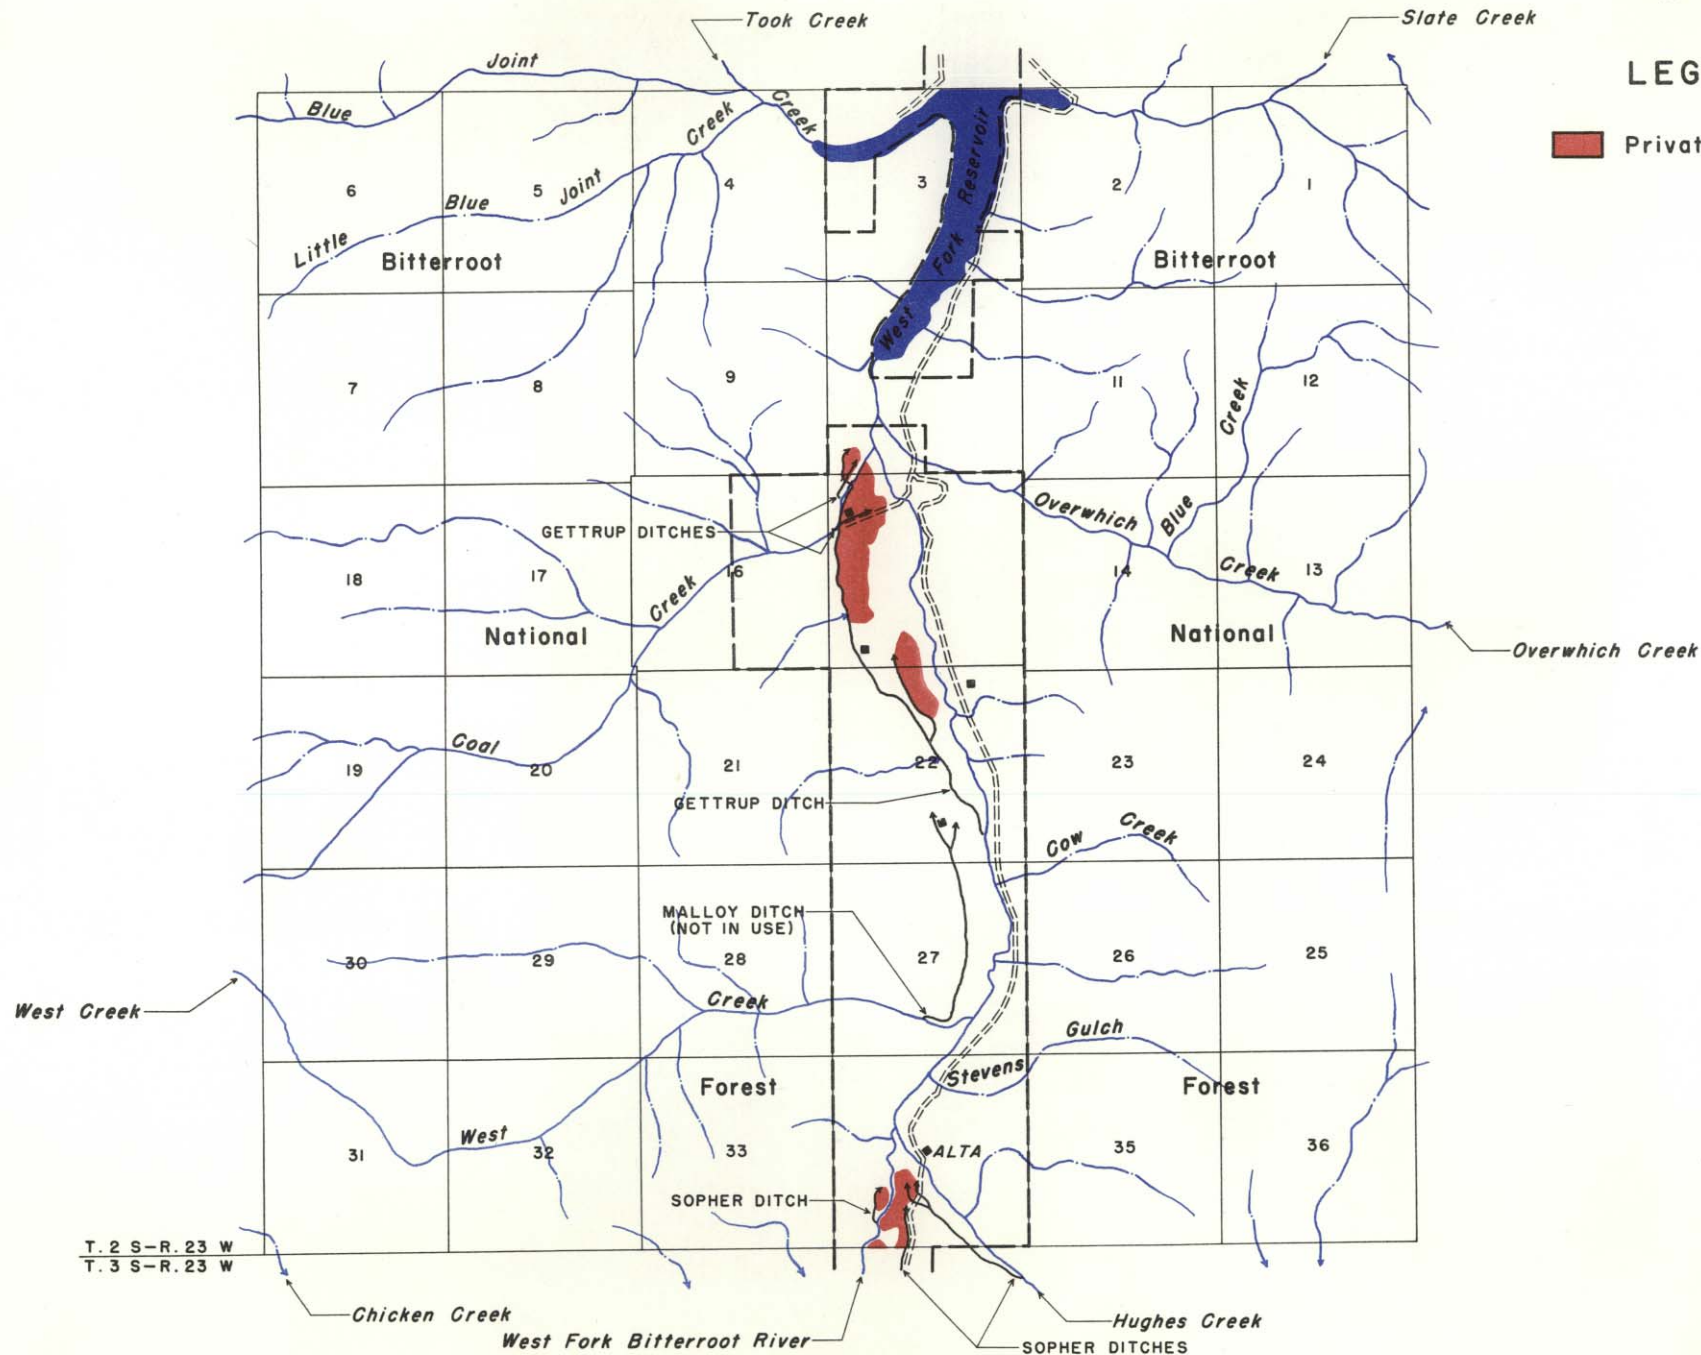 Took Creek
Slate Creek
LEG
Privat
Blue Joint Creek
Little Blue Joint Creek
West Fork Reservoir
6
5
4
3
2
1
Bitterroot
Bitterroot
7
8
9
11
12
Blue Creek
GETTRUP DITCHES
Overwhich Creek
18
17
16
14
13
Creek
National
National
Overwhich Creek
Coal
19
20
21
22
23
24
GETTRUP DITCH
Cow Creek
MALLOY DITCH
(NOT IN USE)
30
29
28
27
26
25
West Creek
Creek
Gulch
Stevens
Forest
Forest
West
31
32
33
ALTA
35
36
SOPHER DITCH
T. 2 S-R. 23 W
T. 3 S-R. 23 W
Chicken Creek
West Fork Bitterroot River
Hughes Creek
SOPHER DITCHES